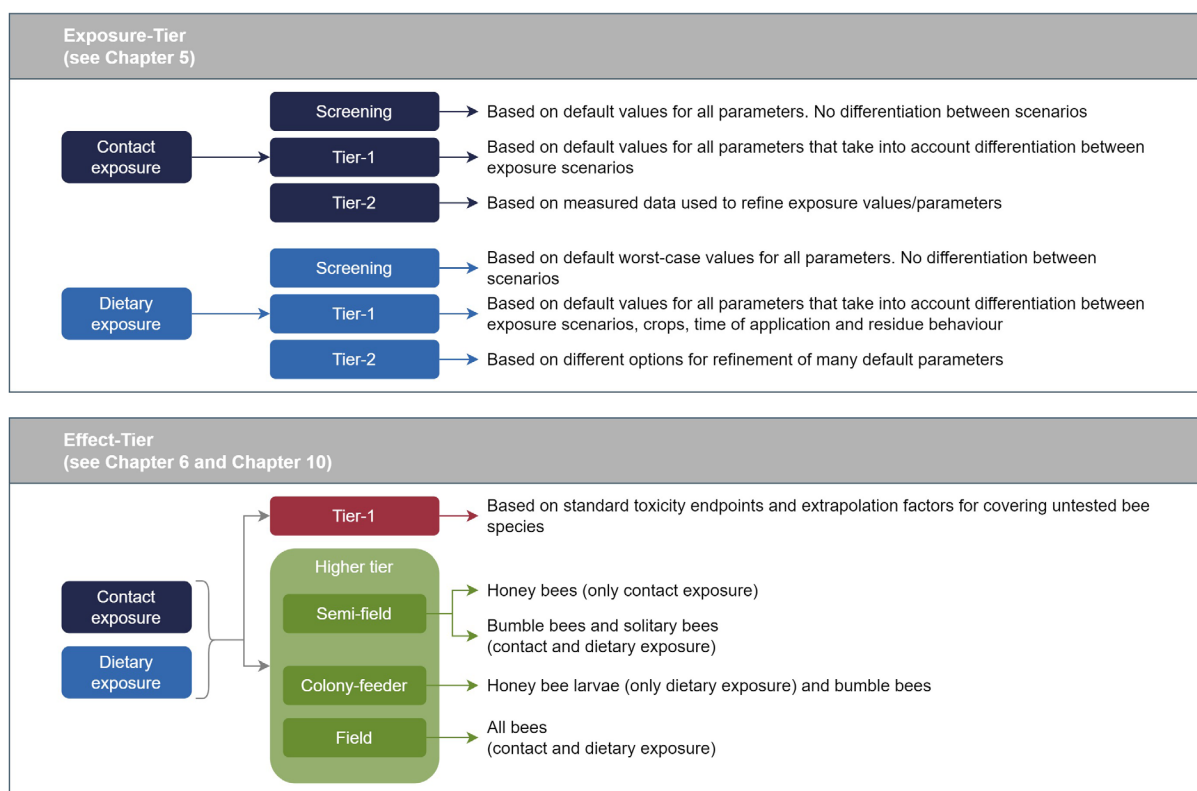 Exposure-Tier
(see Chapter 5)
Contact
exposure
Screening
Based on default values for all parameters. No differentiation between scenarios
Tier-1
Based on default values for all parameters that take into account differentiation between
exposure scenarios
Tier-2
Based on measured data used to refine exposure values/parameters
Dietary
exposure
Screening
Based on default worst-case values for all parameters. No differentiation between
scenarios
Tier-1
Based on default values for all parameters that take into account differentiation between
exposure scenarios, crops, time of application and residue behaviour
Tier-2
Based on different options for refinement of many default parameters
Effect-Tier
(see Chapter 6 and Chapter 10)
Contact
exposure
Dietary
exposure
Tier-1
Based on standard toxicity endpoints and extrapolation factors for covering untested bee
species
Higher tier
Semi-field
Honey bees (only contact exposure)
Bumble bees and solitary bees
(contact and dietary exposure)
Colony-feeder
Honey bee larvae (only dietary exposure) and bumble bees
Field
All bees
(contact and dietary exposure)